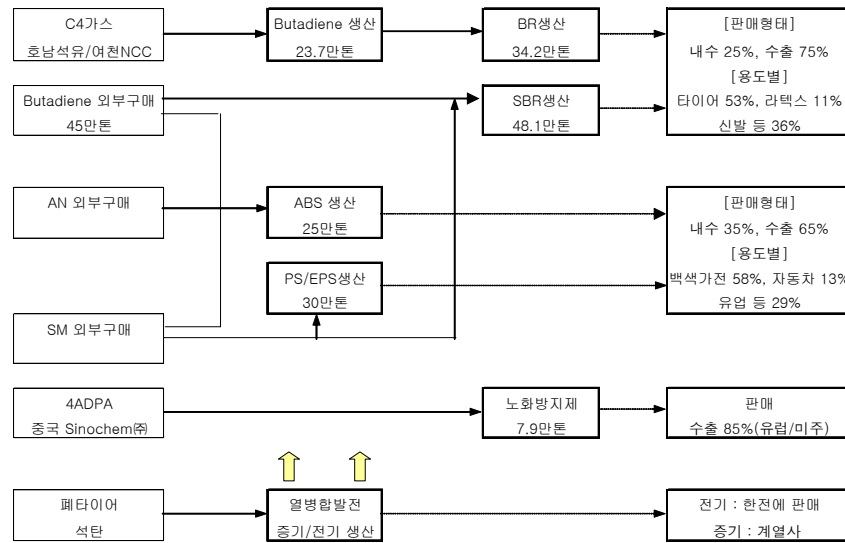 C4가스
호남석유/여천NCC
Butadiene 생산
23.7만톤
BR생산
34.2만톤
[판매형태]
내수 25%, 수출 75%
[용도별]
타이어 53%, 라텍스 11%
신발 등 36%
Butadiene 외부구매
45만톤
SBR생산
48.1만톤
AN 외부구매
ABS 생산
25만톤
[판매형태]
내수 35%, 수출 65%
[용도별]
백색가전 58%, 자동차 13%
유업 등 29%
PS/EPS생산
30만톤
SM 외부구매
4ADPA
중국 Sinochem㈜
노화방지제
7.9만톤
판매
수출 85%(유럽/미주)
폐타이어
석탄
열병합발전
증기/전기 생산
전기 : 한전에 판매
증기 : 계열사